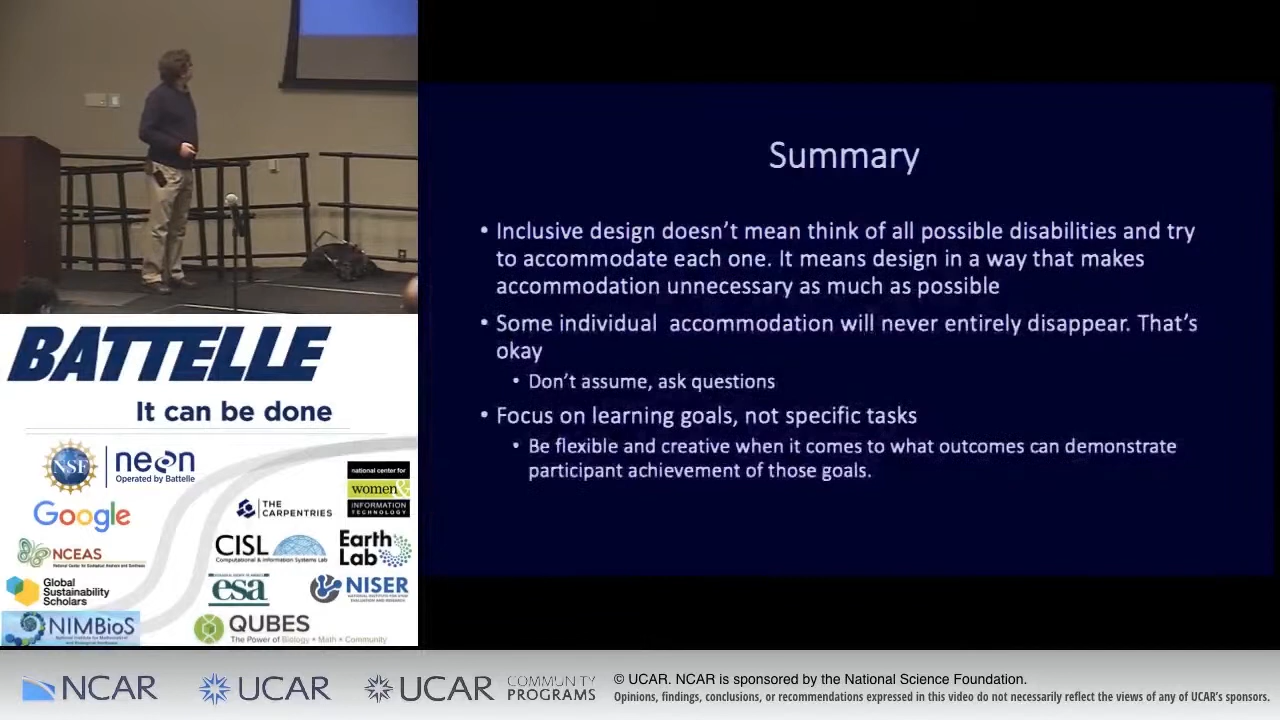 Summary
• Inclusive design doesn't mean think of all possible disabilities and try
to accommodate each one. It means design in a way that makes
accommodation unnecessary as much as possible
• Some individual accommodation will never entirely disappear. That's
okay
• Don't assume, ask questions
• Focus on learning goals, not specific tasks
• Be flexible and creative when it comes to what outcomes can demonstrate
participant achievement of those goals.
BATTELLE
It can be done
NSF
neon
Operated by Battelle
national center for
women&
INFORMATION
TECHNOLOGY
Google
THE
CARPENTRIES
NCEAS
National Center for Ecological Analysis and Synthesis
CISL
Computational & Information Systems Lab
Earth
Lab
Global
Sustainability
Scholars
esa
NISER
NIMBioS
QUBES
The Power of Biology • Math • Community
NCAR
UCAR
UCAR
COMMUNITY
PROGRAMS
© UCAR. NCAR is sponsored by the National Science Foundation.
Opinions, findings, conclusions, or recommendations expressed in this video do not necessarily reflect the views of any of UCAR's sponsors.